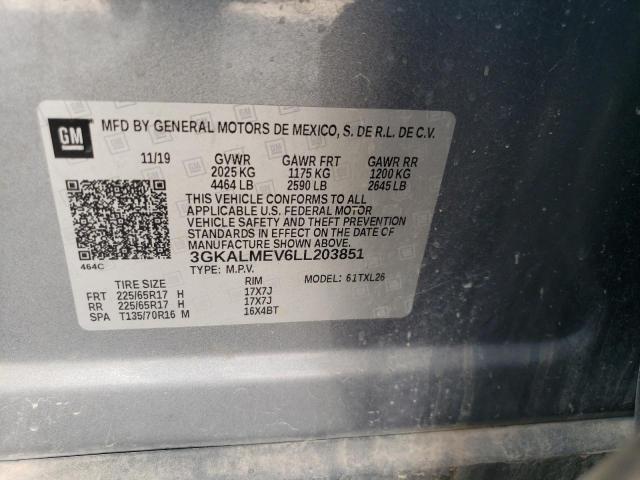 GM
MFD BY GENERAL MOTORS DE MEXICO, S. DE R.L. DE C.V.
11/19 GVWR GAWR FRT GAWR RR
2025 KG 1175 KG 1200 KG
4464 LB 2590 LB 2645 LB
THIS VEHICLE CONFORMS TO ALL
APPLICABLE U.S. FEDERAL MOTOR
VEHICLE SAFETY AND THEFT PREVENTION
STANDARDS IN EFFECT ON THE DATE OF
MANUFACTURE SHOWN ABOVE.
3GKALMEV6LL203851
464C
TYPE: M.P.V. MODEL: 61TXL26
TIRE SIZE RIM
FRT 225/65R17 H 17X7J
RR 225/65R17 H 17X7J
SPA T135/70R16 M 16X4BT